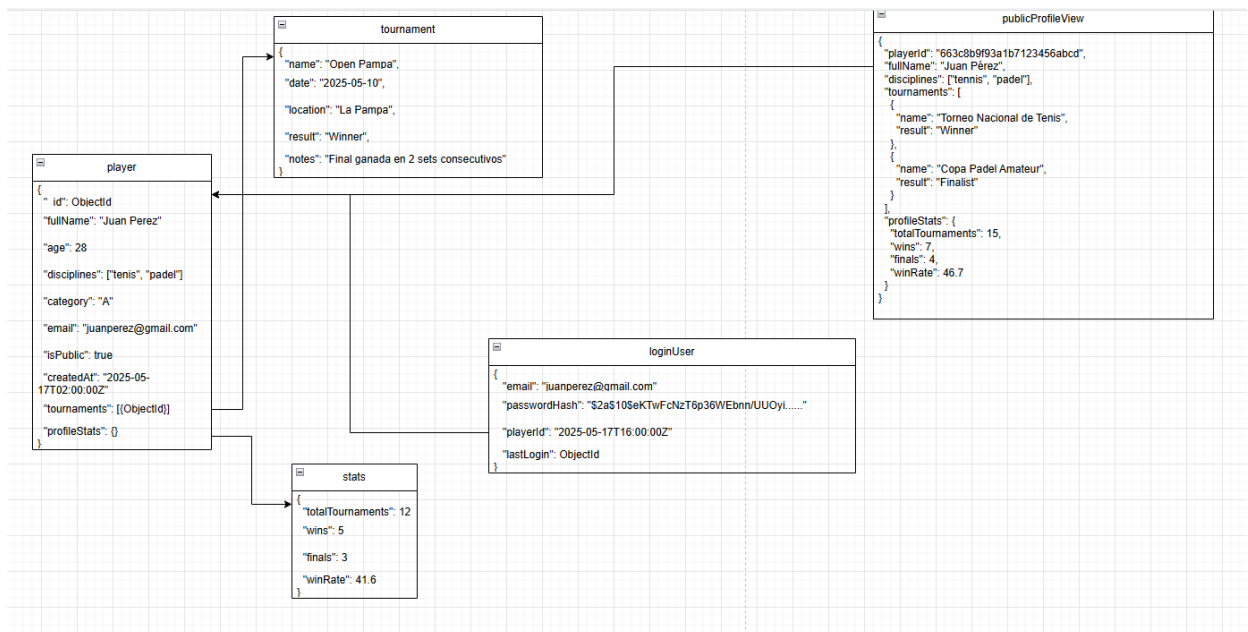 tournament
{
"name": "Open Pampa",
"date": "2025-05-10",
"location": "La Pampa",
"result": "Winner",
"notes": "Final ganada en 2 sets consecutivos"
}
publicProfileView
{
"playerId": "663c8b9f93a1b7123456abcd",
"fullName": "Juan Pérez",
"disciplines": ["tennis", "padel"],
"tournaments": [
{
"name": "Torneo Nacional de Tenis",
"result": "Winner"
},
{
"name": "Copa Padel Amateur",
"result": "Finalist"
}
],
"profileStats": {
"totalTournaments": 15,
"wins": 7,
"finals": 4,
"winRate": 46.7
}
}
player
{
"_id": ObjectId
"fullName": "Juan Perez"
"age": 28
"disciplines": ["tenis", "padel"]
"category": "A"
"email": "juanperez@gmail.com"
"isPublic": true
"createdAt": "2025-05-
17T02:00:00Z"
"tournaments": [{ObjectId}]
"profileStats": {}
}
loginUser
{
"email": "juanperez@gmail.com"
"passwordHash": "$2a$10$eKTwFcNzT6p36WEbnn/UUOyi......"
"playerId": "2025-05-17T16:00:00Z"
"lastLogin": ObjectId
}
stats
{
"totalTournaments": 12
"wins": 5
"finals": 3
"winRate": 41.6
}